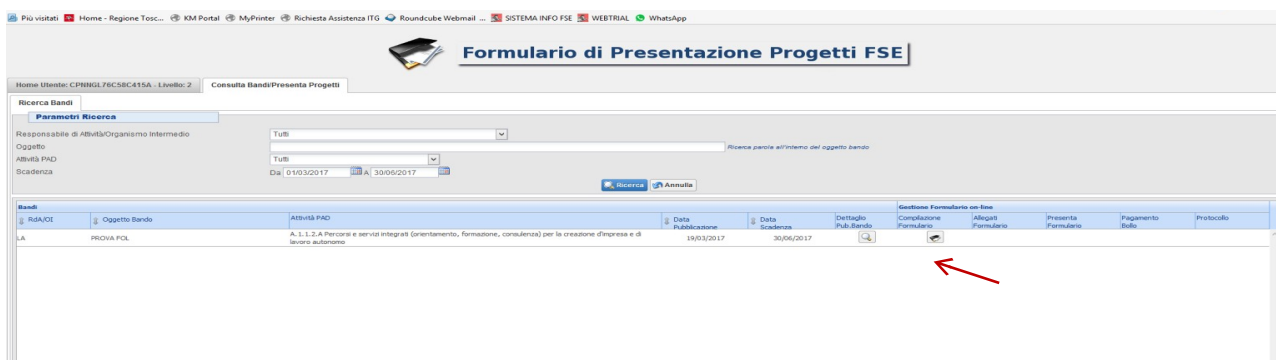 Più visitati Home - Regione Tosc... KM Portal MyPrinter Richiesta Assistenza ITG Roundcube Webmail ... SISTEMA INFO FSE WEBTRIAL WhatsApp
Formulario di Presentazione Progetti FSE
Home Utente: CPNNGL76C58C415A - Livello: 2 Consulta Bandi/Presenta Progetti
Ricerca Bandi
Parametri Ricerca
Responsabile di Attività/Organismo Intermedio Tutti
Oggetto Ricerca parola all'interno del oggetto bando
Attività PAD Tutti
Scadenza Da 01/03/2017 A 30/06/2017
Ricerca Annulla
Bandi Gestione Formulario on-line
RdA/OI Oggetto Bando Attività PAD Data Pubblicazione Data Scadenza Dettaglio Pub.Bando Compilazione Formulario Allegati Formulario Presenta Formulario Pagamento Bollo Protocollo
LA PROVA FOL A.1.1.2.A Percorsi e servizi integrati (orientamento, formazione, consulenza) per la creazione d'impresa e di 19/03/2017 30/06/2017
lavoro autonomo